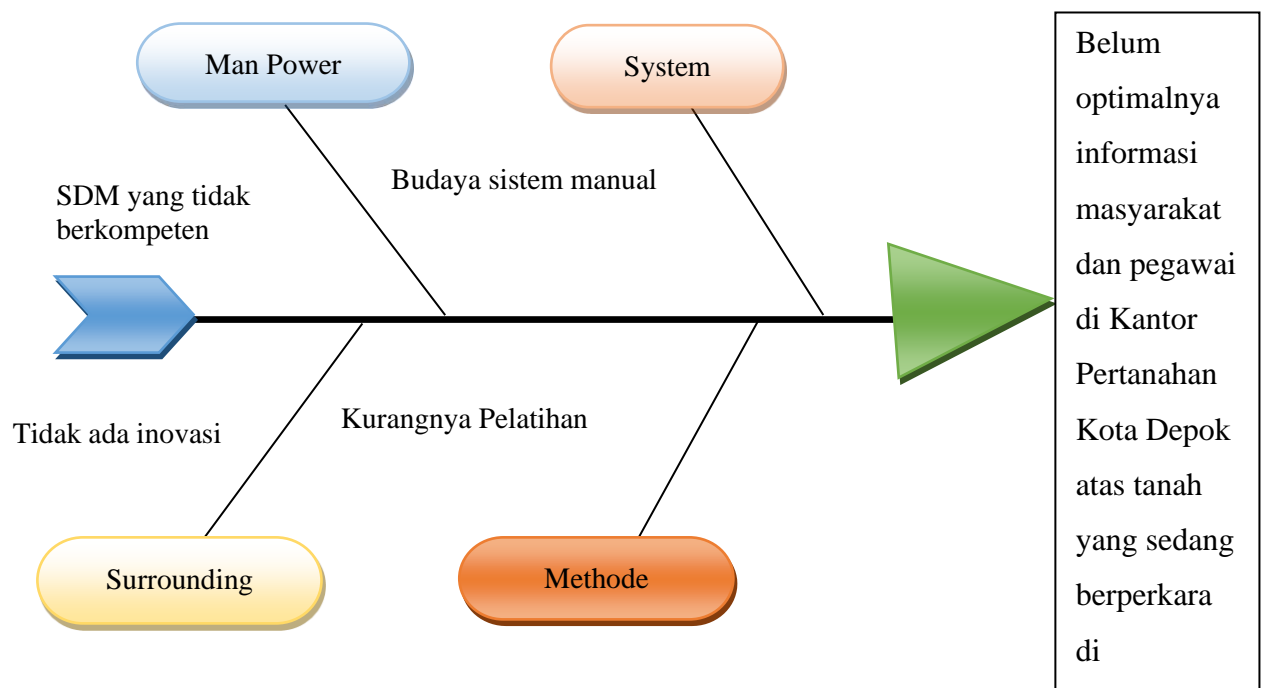 Man Power
System
Budaya sistem manual
SDM yang tidak
berkompeten
Tidak ada inovasi
Kurangnya Pelatihan
Surrounding
Methode
Belum
optimalnya
informasi
masyarakat
dan pegawai
di Kantor
Pertanahan
Kota Depok
atas tanah
yang sedang
berperkara
di